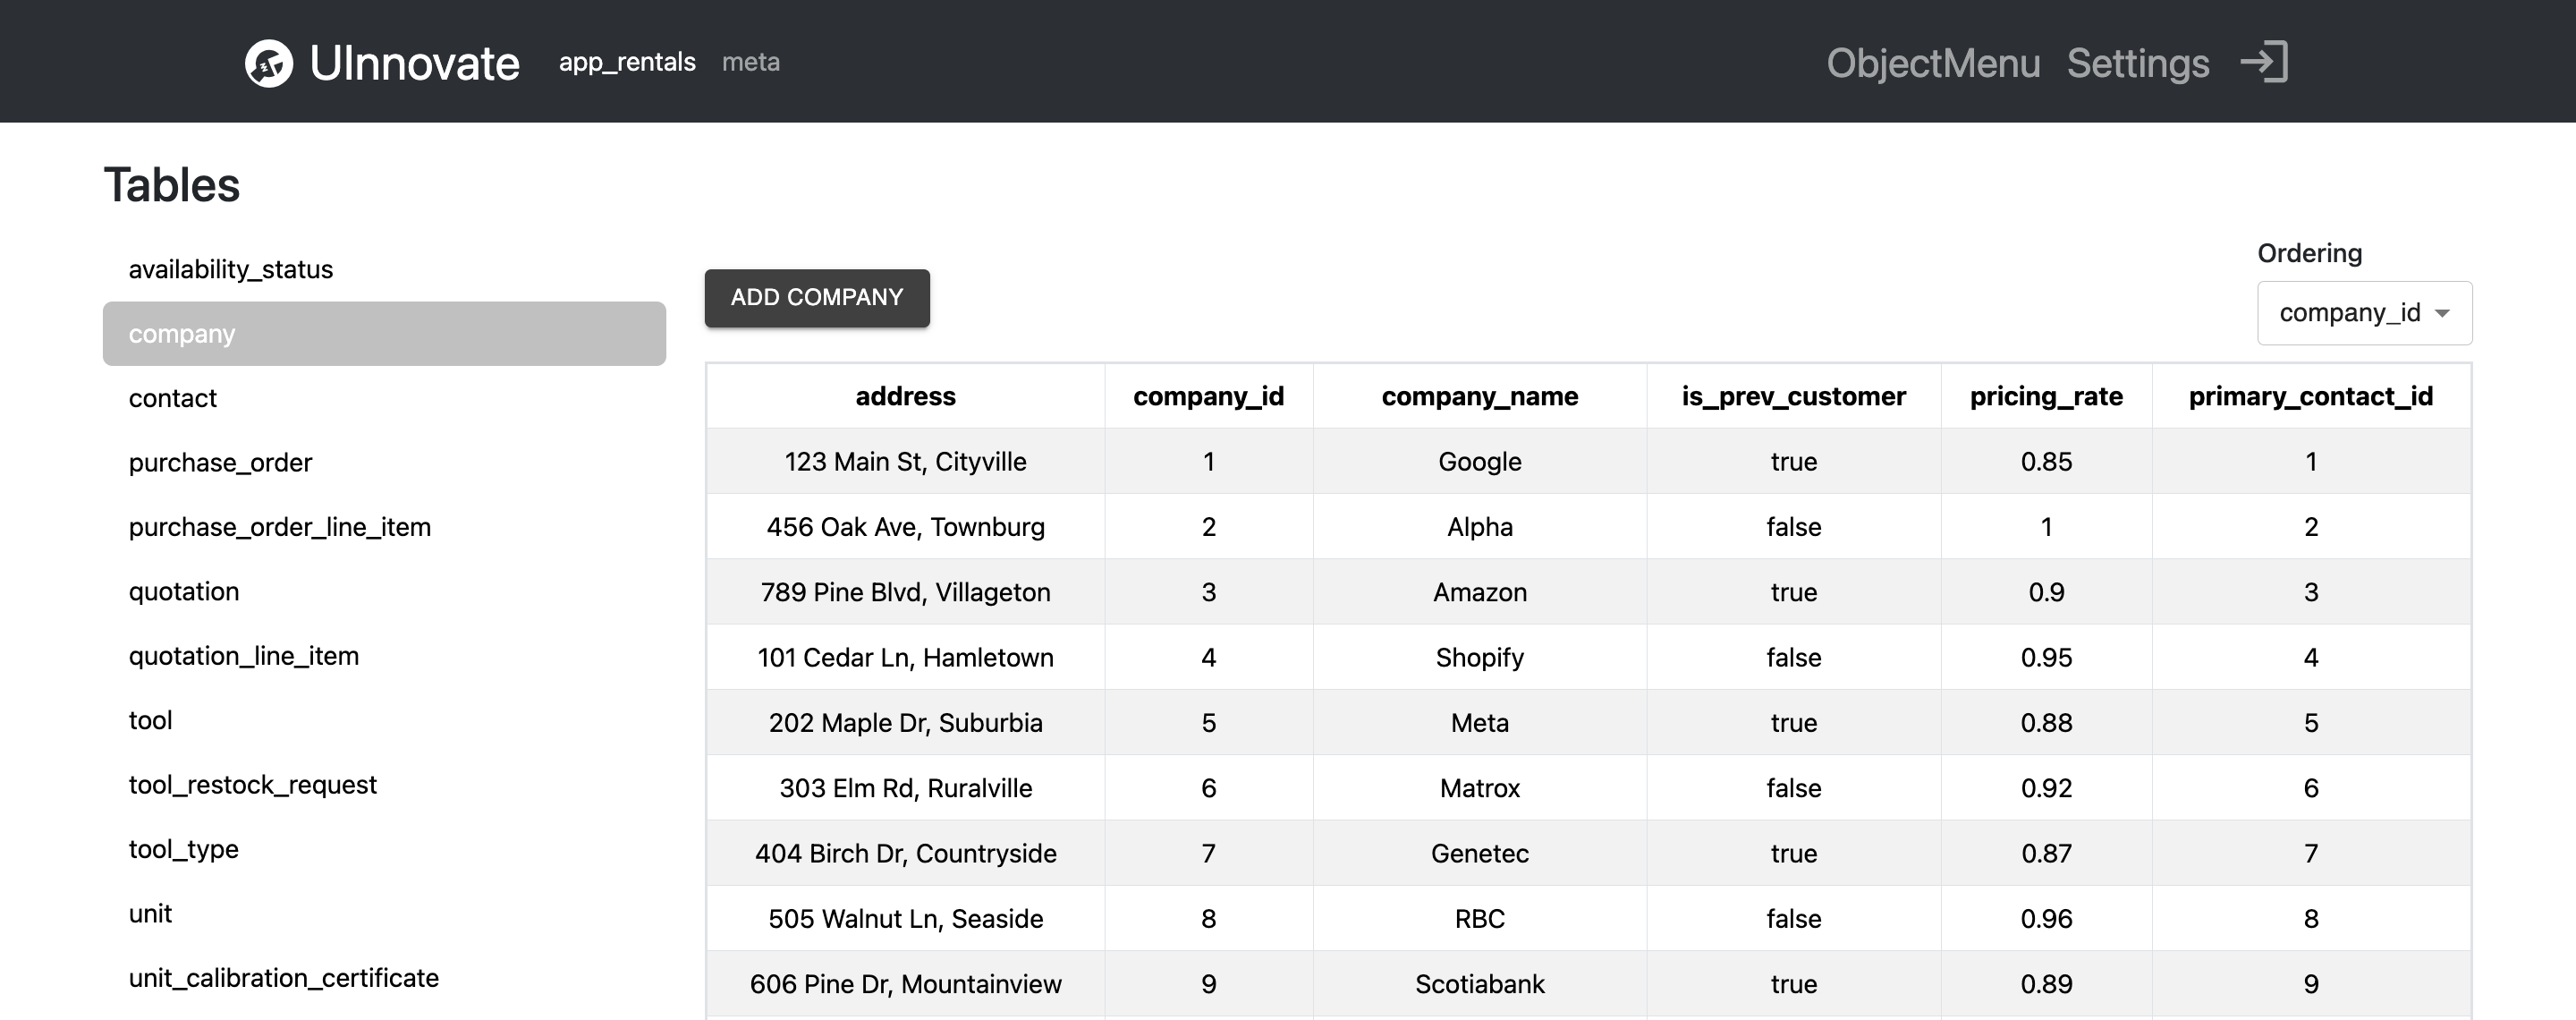 UInnovate app_rentals meta ObjectMenu Settings
Tables
availability_status
company
contact
purchase_order
purchase_order_line_item
quotation
quotation_line_item
tool
tool_restock_request
tool_type
unit
unit_calibration_certificate
ADD COMPANY
Ordering
company_id
address company_id company_name is_prev_customer pricing_rate primary_contact_id
123 Main St, Cityville 1 Google true 0.85 1
456 Oak Ave, Townburg 2 Alpha false 1 2
789 Pine Blvd, Villageton 3 Amazon true 0.9 3
101 Cedar Ln, Hamletown 4 Shopify false 0.95 4
202 Maple Dr, Suburbia 5 Meta true 0.88 5
303 Elm Rd, Ruralville 6 Matrox false 0.92 6
404 Birch Dr, Countryside 7 Genetec true 0.87 7
505 Walnut Ln, Seaside 8 RBC false 0.96 8
606 Pine Dr, Mountainview 9 Scotiabank true 0.89 9